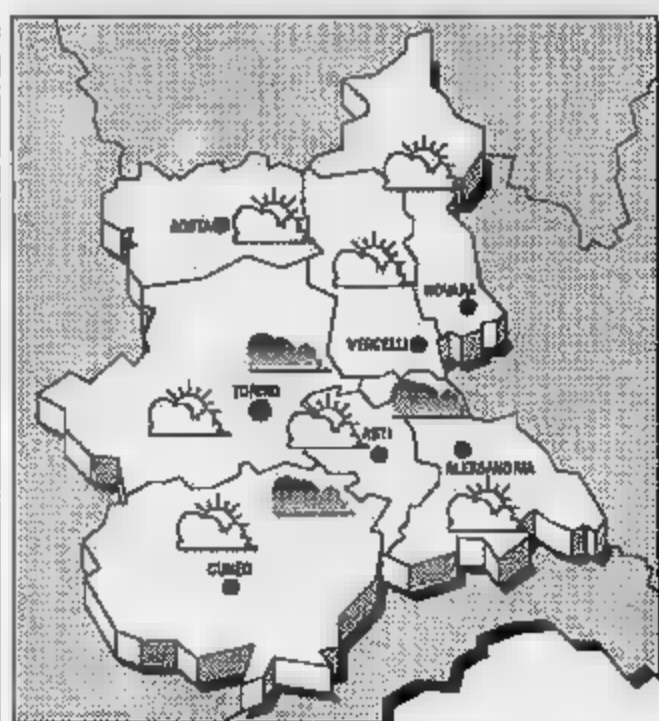 AOSTA
NOVARA
VERCELLI
TORINO
ASTI
ALESSANDRIA
CUNEO